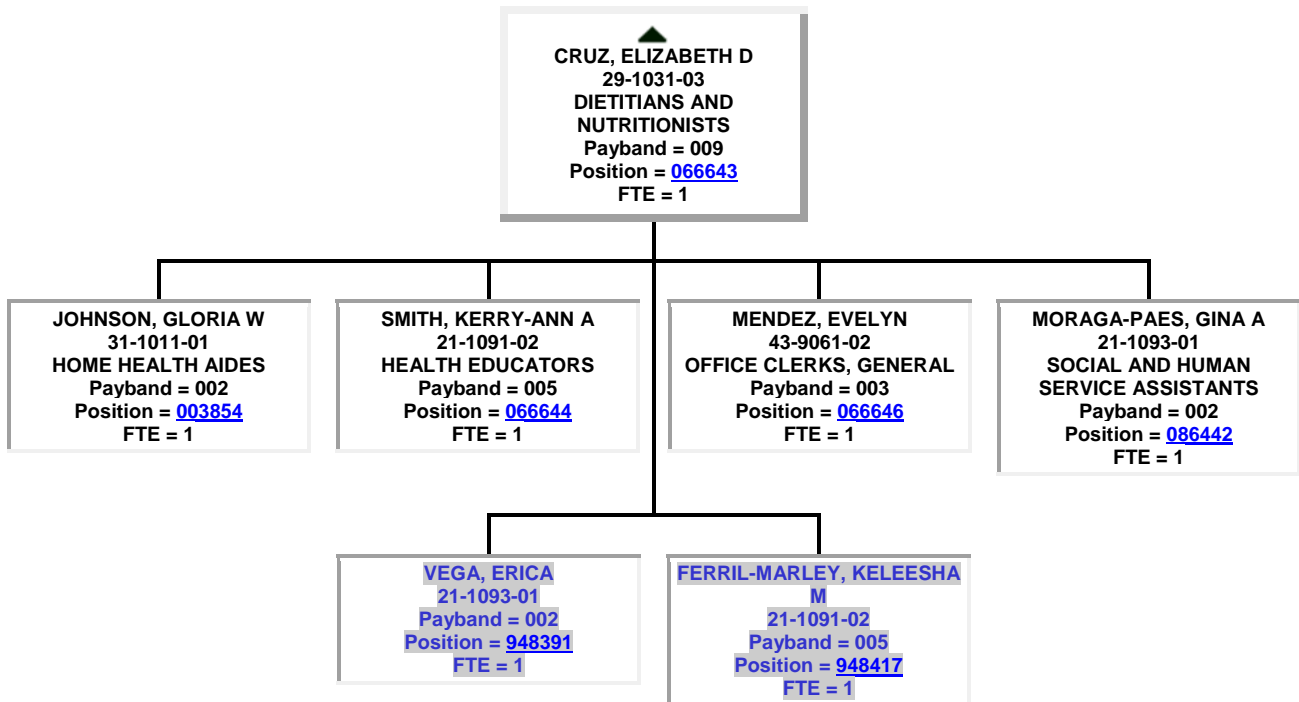 CRUZ, ELIZABETH D
29-1031-03
DIETITIANS AND
NUTRITIONISTS
Payband = 009
Position = 066643
FTE = 1
JOHNSON, GLORIA W
31-1011-01
HOME HEALTH AIDES
Payband = 002
Position = 003854
FTE = 1
SMITH, KERRY-ANN A
21-1091-02
HEALTH EDUCATORS
Payband = 005
Position = 066644
FTE = 1
MENDEZ, EVELYN
43-9061-02
OFFICE CLERKS, GENERAL
Payband = 003
Position = 066646
FTE = 1
MORAGA-PAES, GINA A
21-1093-01
SOCIAL AND HUMAN
SERVICE ASSISTANTS
Payband = 002
Position = 086442
FTE = 1
VEGA, ERICA
21-1093-01
Payband = 002
Position = 948391
FTE = 1
FERRIL-MARLEY, KELEESHA
M
21-1091-02
Payband = 005
Position = 948417
FTE = 1